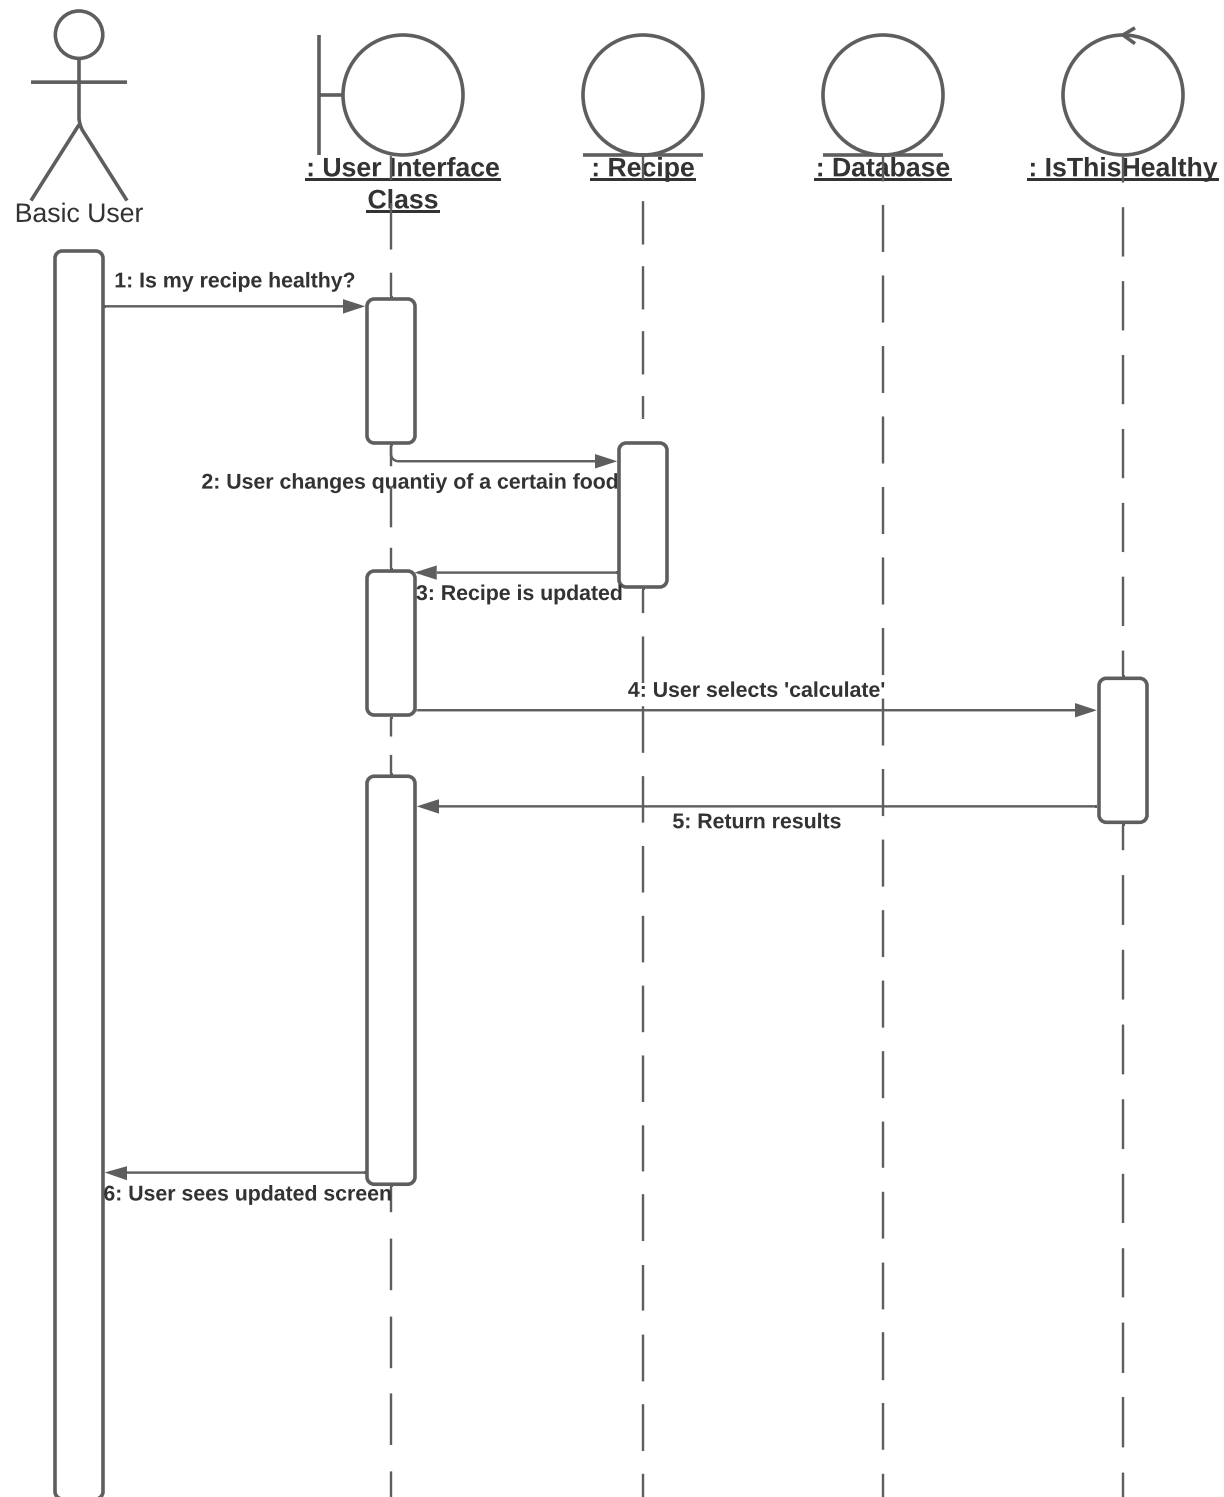 : User Interface
Class
: Recipe
: Database
: IsThisHealthy
Basic User
1: Is my recipe healthy?
2: User changes quantiy of a certain food
3: Recipe is updated
4: User selects 'calculate'
5: Return results
6: User sees updated screen